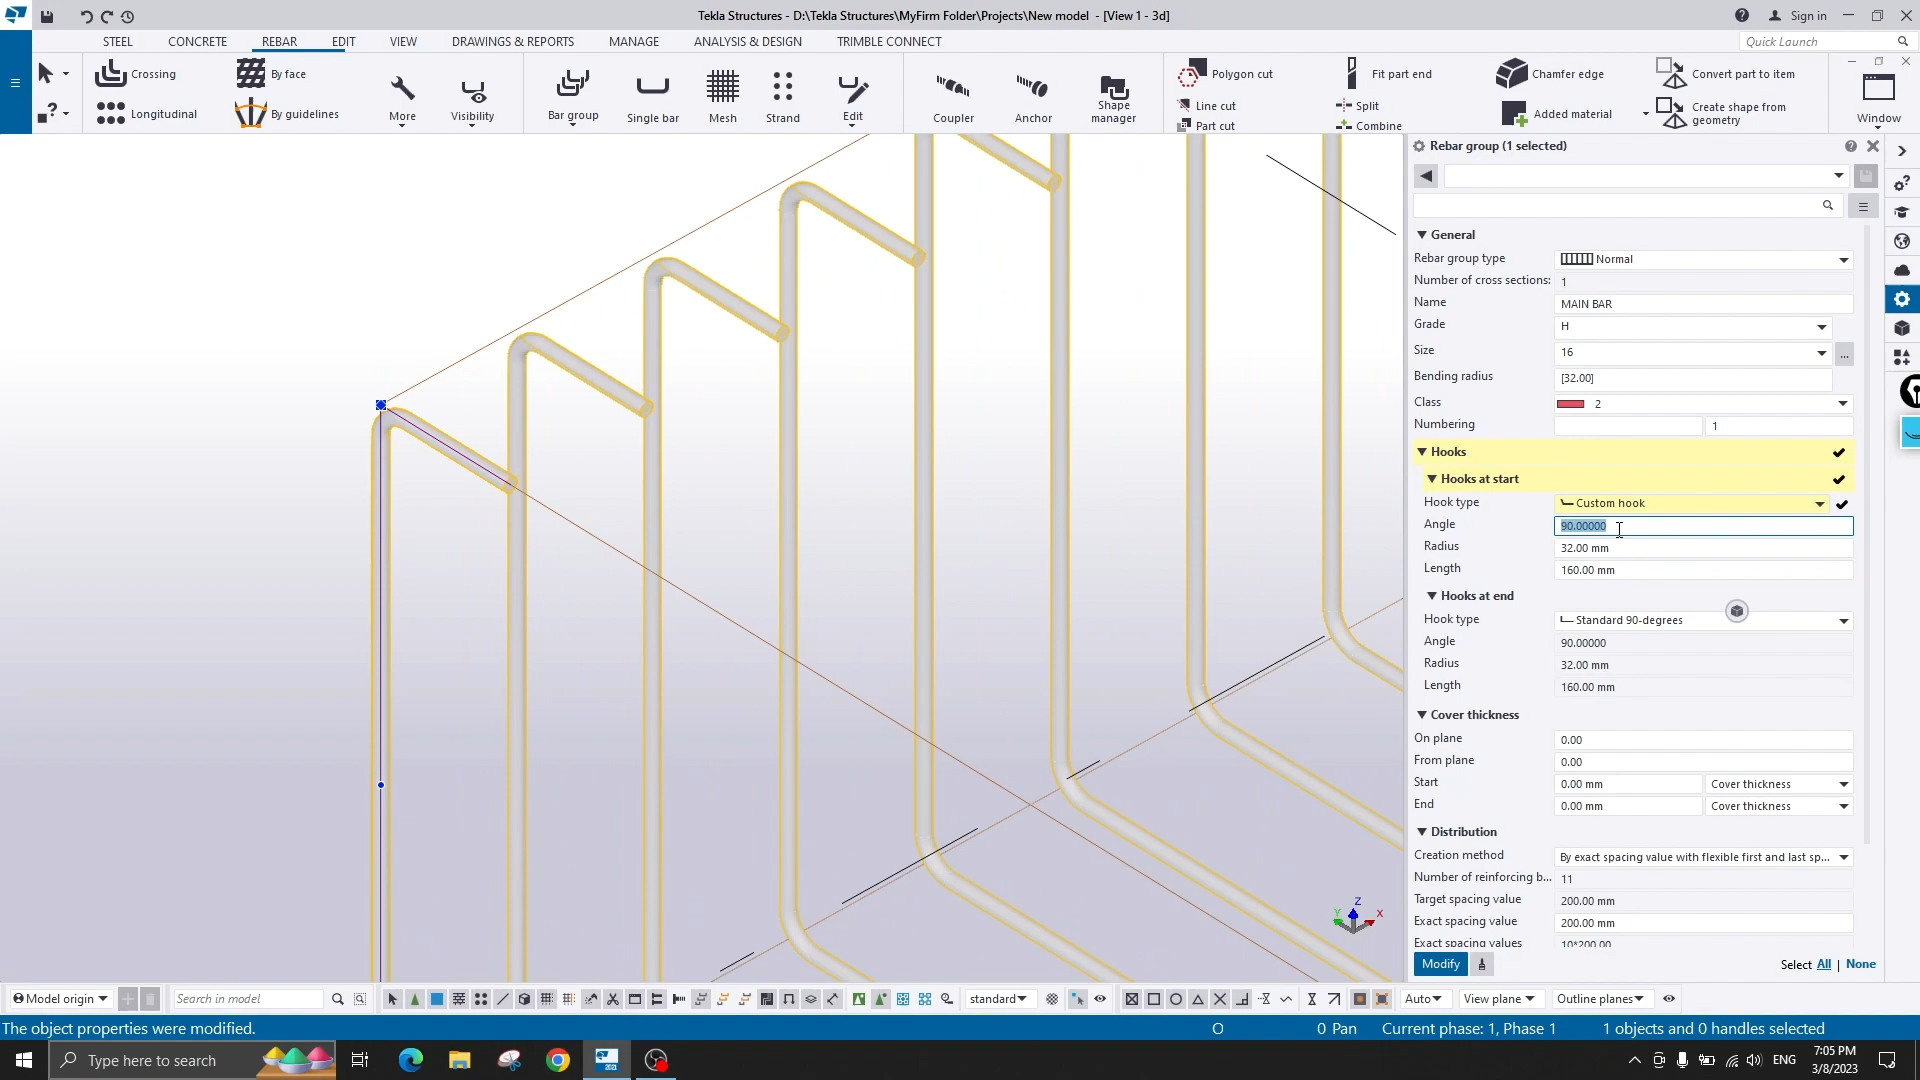 Tekla Structures - D:\Tekla Structures\MyFirm Folder\Projects\New model - [View 1 - 3d]
Sign in
STEEL CONCRETE REBAR EDIT VIEW DRAWINGS & REPORTS MANAGE ANALYSIS & DESIGN TRIMBLE CONNECT
Quick Launch
Crossing
Longitudinal
By face
By guidelines
More
Visibility
Bar group
Single bar
Mesh
Strand
Edit
Coupler
Anchor
Shape
manager
Polygon cut
Line cut
Part cut
Fit part end
Split
Combine
Chamfer edge
Added material
Convert part to item
Create shape from
geometry
Window
Rebar group (1 selected)
General
Rebar group type Normal
Number of cross sections: 1
Name MAIN BAR
Grade H
Size 16 ...
Bending radius [32.00]
Class 2
Numbering 1
Hooks
Hooks at start
Hook type Custom hook
Angle 90.00000
Radius 32.00 mm
Length 160.00 mm
Hooks at end
Hook type Standard 90-degrees
Angle 90.00000
Radius 32.00 mm
Length 160.00 mm
Cover thickness
On plane 0.00
From plane 0.00
Start 0.00 mm Cover thickness
End 0.00 mm Cover thickness
Distribution
Creation method By exact spacing value with flexible first and last sp...
Number of reinforcing b... 11
Target spacing value 200.00 mm
Exact spacing value 200.00 mm
Exact spacing values 10*200.00
Modify Select All | None
Z
Y
X
Model origin Search in model standard Auto View plane Outline planes
The object properties were modified. O 0 Pan Current phase: 1, Phase 1 1 objects and 0 handles selected
Type here to search
2021
ENG
7:05 PM
3/8/2023